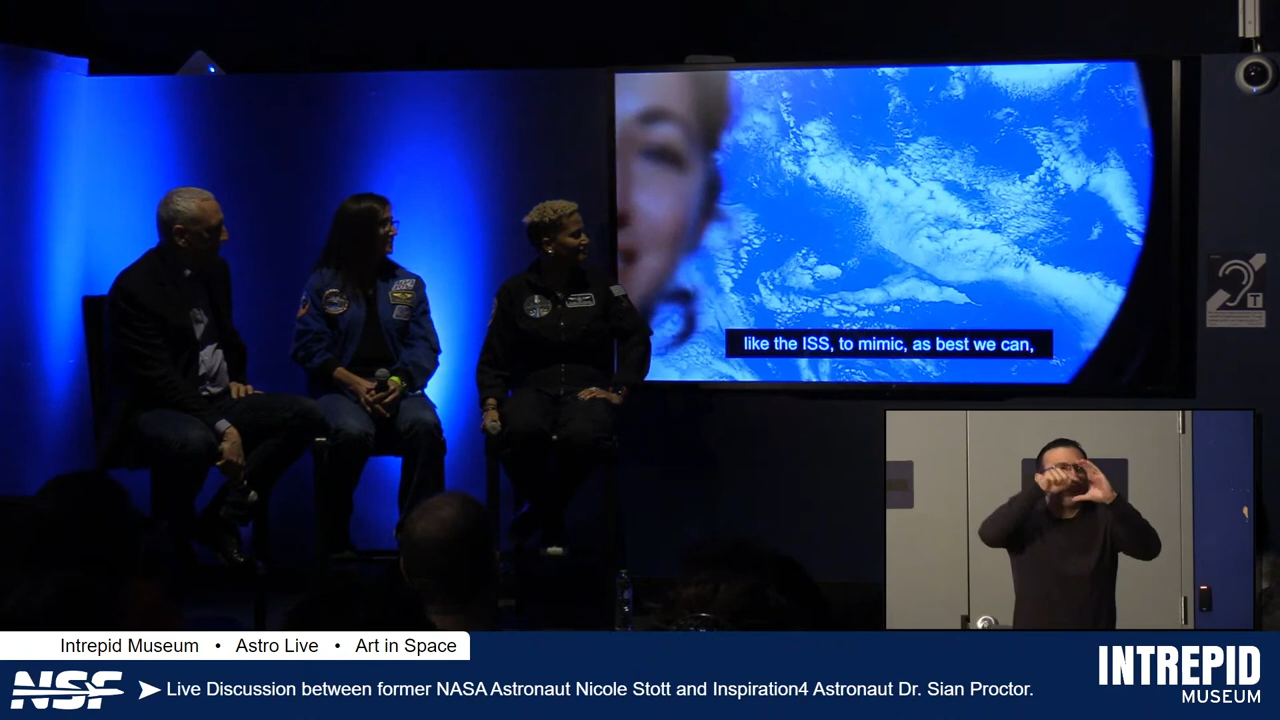 like the ISS, to mimic, as best we can,
T
Intrepid Museum • Astro Live • Art in Space
NSF
Live Discussion between former NASA Astronaut Nicole Stott and Inspiration4 Astronaut Dr. Sian Proctor.
INTREPID
MUSEUM